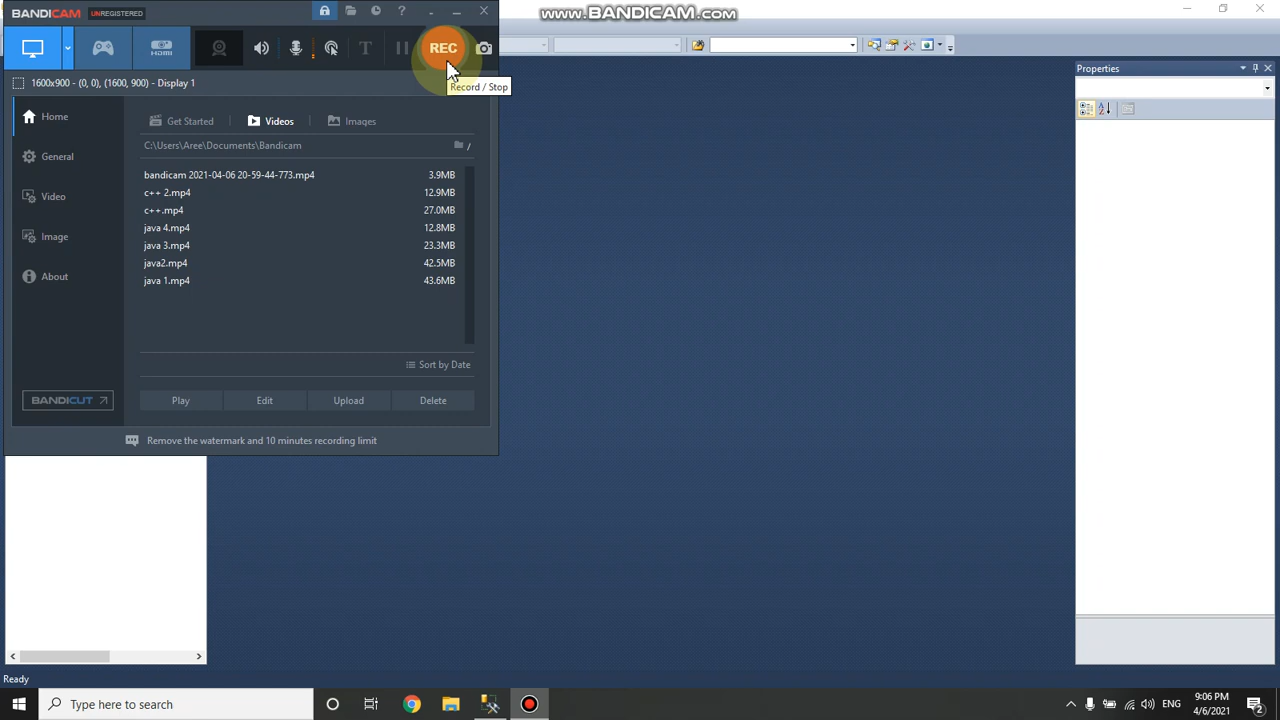 BANDICAM UNREGISTERED
www.BANDICAM.com
HDMI
T
REC
Record / Stop
1600x900 - (0, 0), (1600, 900) - Display 1
Home
General
Video
Image
About
BANDICUT
Get Started
Videos
Images
C:\Users\Aree\Documents\Bandicam
/
bandicam 2021-04-06 20-59-44-773.mp4 3.9MB
c++ 2.mp4 12.9MB
c++.mp4 27.0MB
java 4.mp4 12.8MB
java 3.mp4 23.3MB
java2.mp4 42.5MB
java 1.mp4 43.6MB
Sort by Date
Play Edit Upload Delete
Remove the watermark and 10 minutes recording limit
Properties
Ready
Type here to search
ENG
9:06 PM
4/6/2021
2